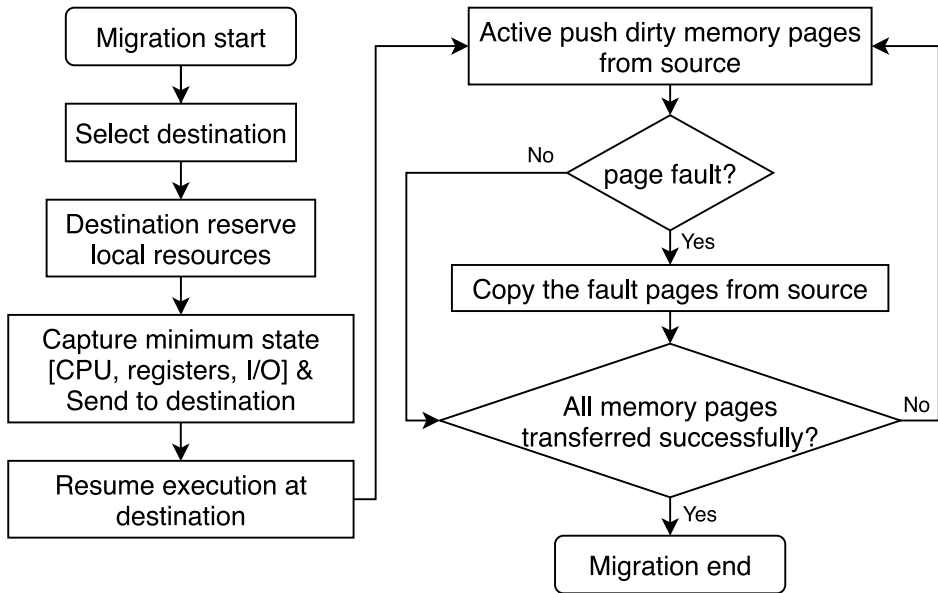 Migration start
Select destination
Destination reserve
local resources
Capture minimum state
[CPU, registers, I/O] &
Send to destination
Resume execution at
destination
Active push dirty memory pages
from source
No
page fault?
Yes
Copy the fault pages from source
All memory pages
transferred successfully?
No
Yes
Migration end